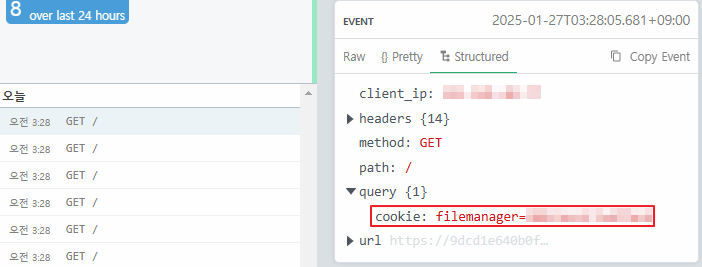 8 over last 24 hours
오늘
오전 3:28 GET /
오전 3:28 GET /
오전 3:28 GET /
오전 3:28 GET /
오전 3:28 GET /
오전 3:28 GET /
EVENT 2025-01-27T03:28:05.681+09:00
Raw {} Pretty Structured Copy Event
client_ip:
headers {14}
method: GET
path: /
query {1}
cookie: filemanager=
url https://9dcd1e640b0f…